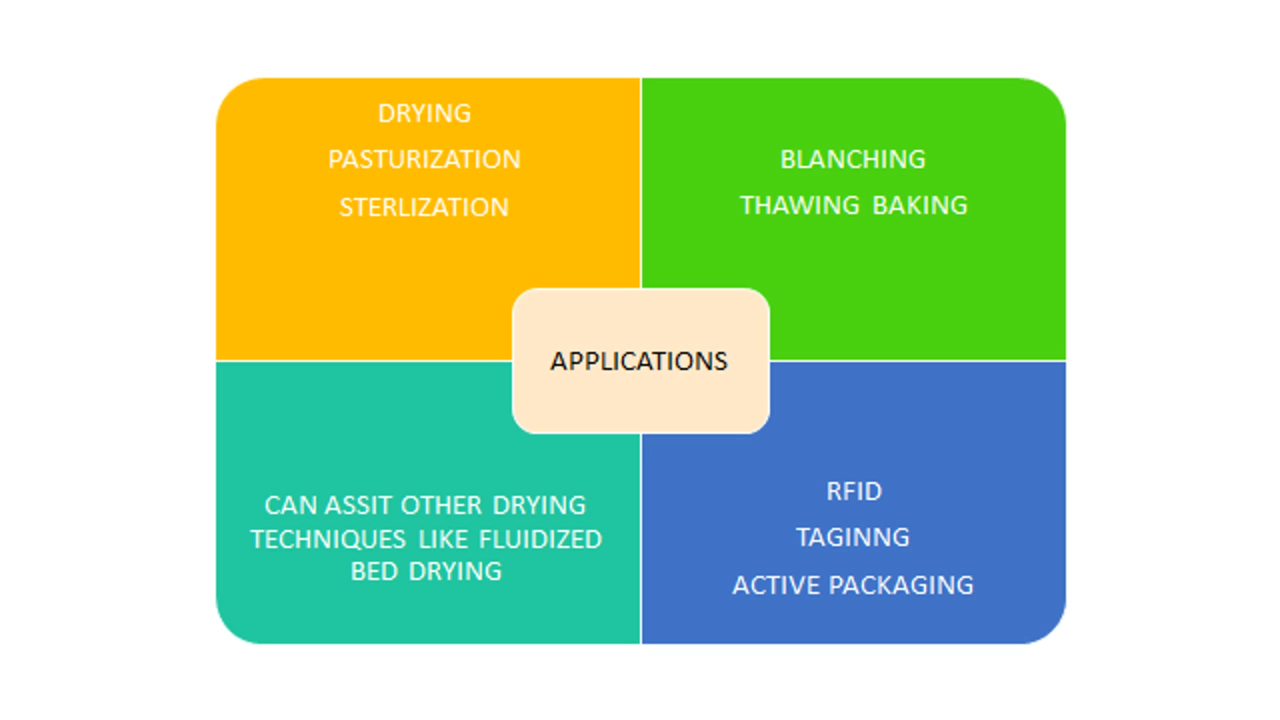 DRYING
PASTURIZATION
STERLIZATION
BLANCHING
THAWING BAKING
APPLICATIONS
CAN ASSIT OTHER DRYING
TECHNIQUES LIKE FLUIDIZED
BED DRYING
RFID
TAGINNG
ACTIVE PACKAGING